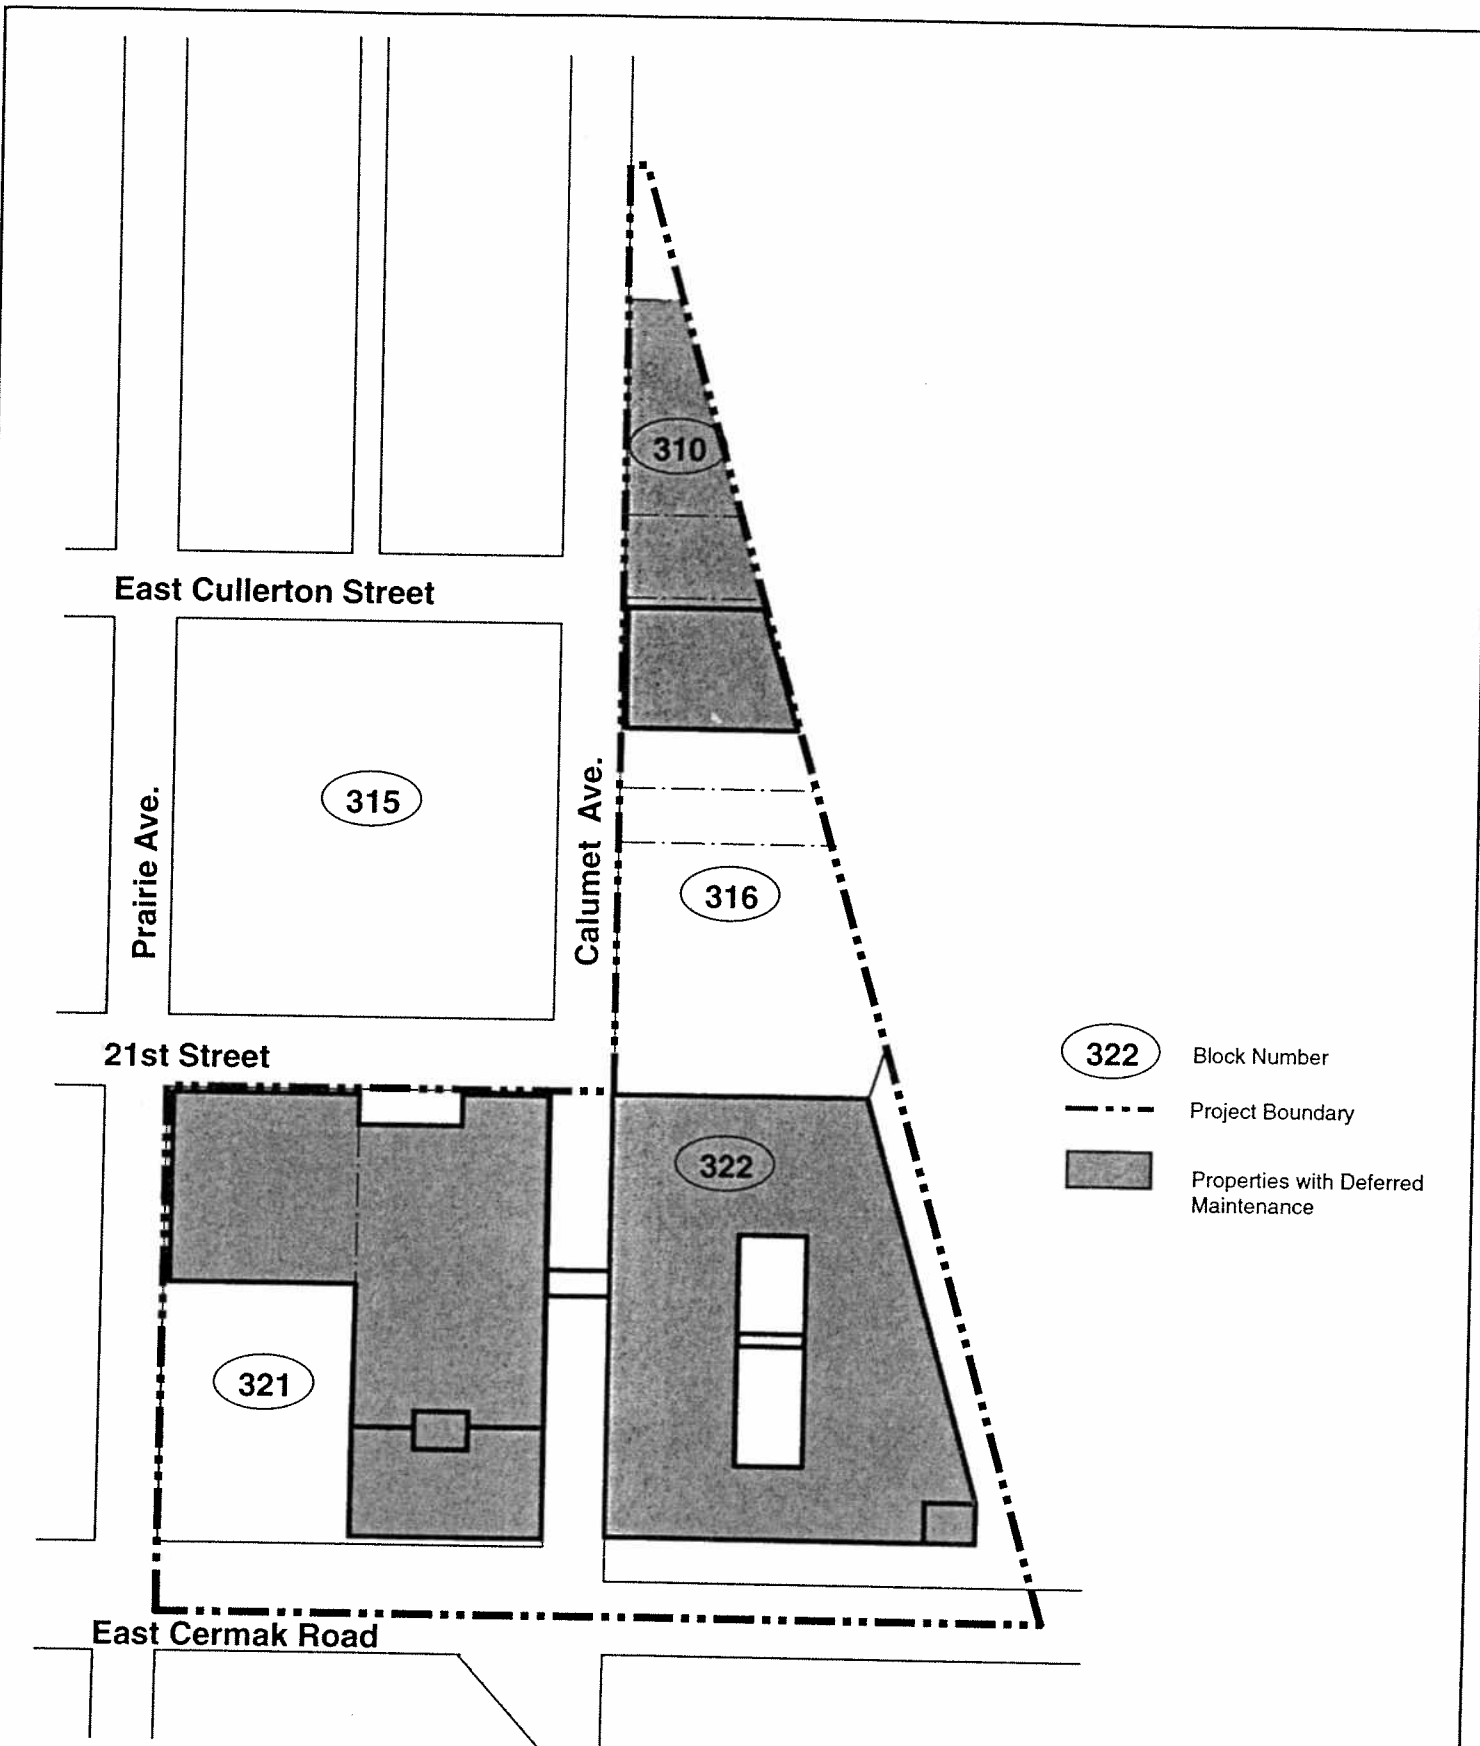 310
East Cullerton Street
315
Prairie Ave.
Calumet Ave.
316
21st Street
322
321
East Cermak Road
322
Block Number
Project Boundary
Properties with Deferred
Maintenance